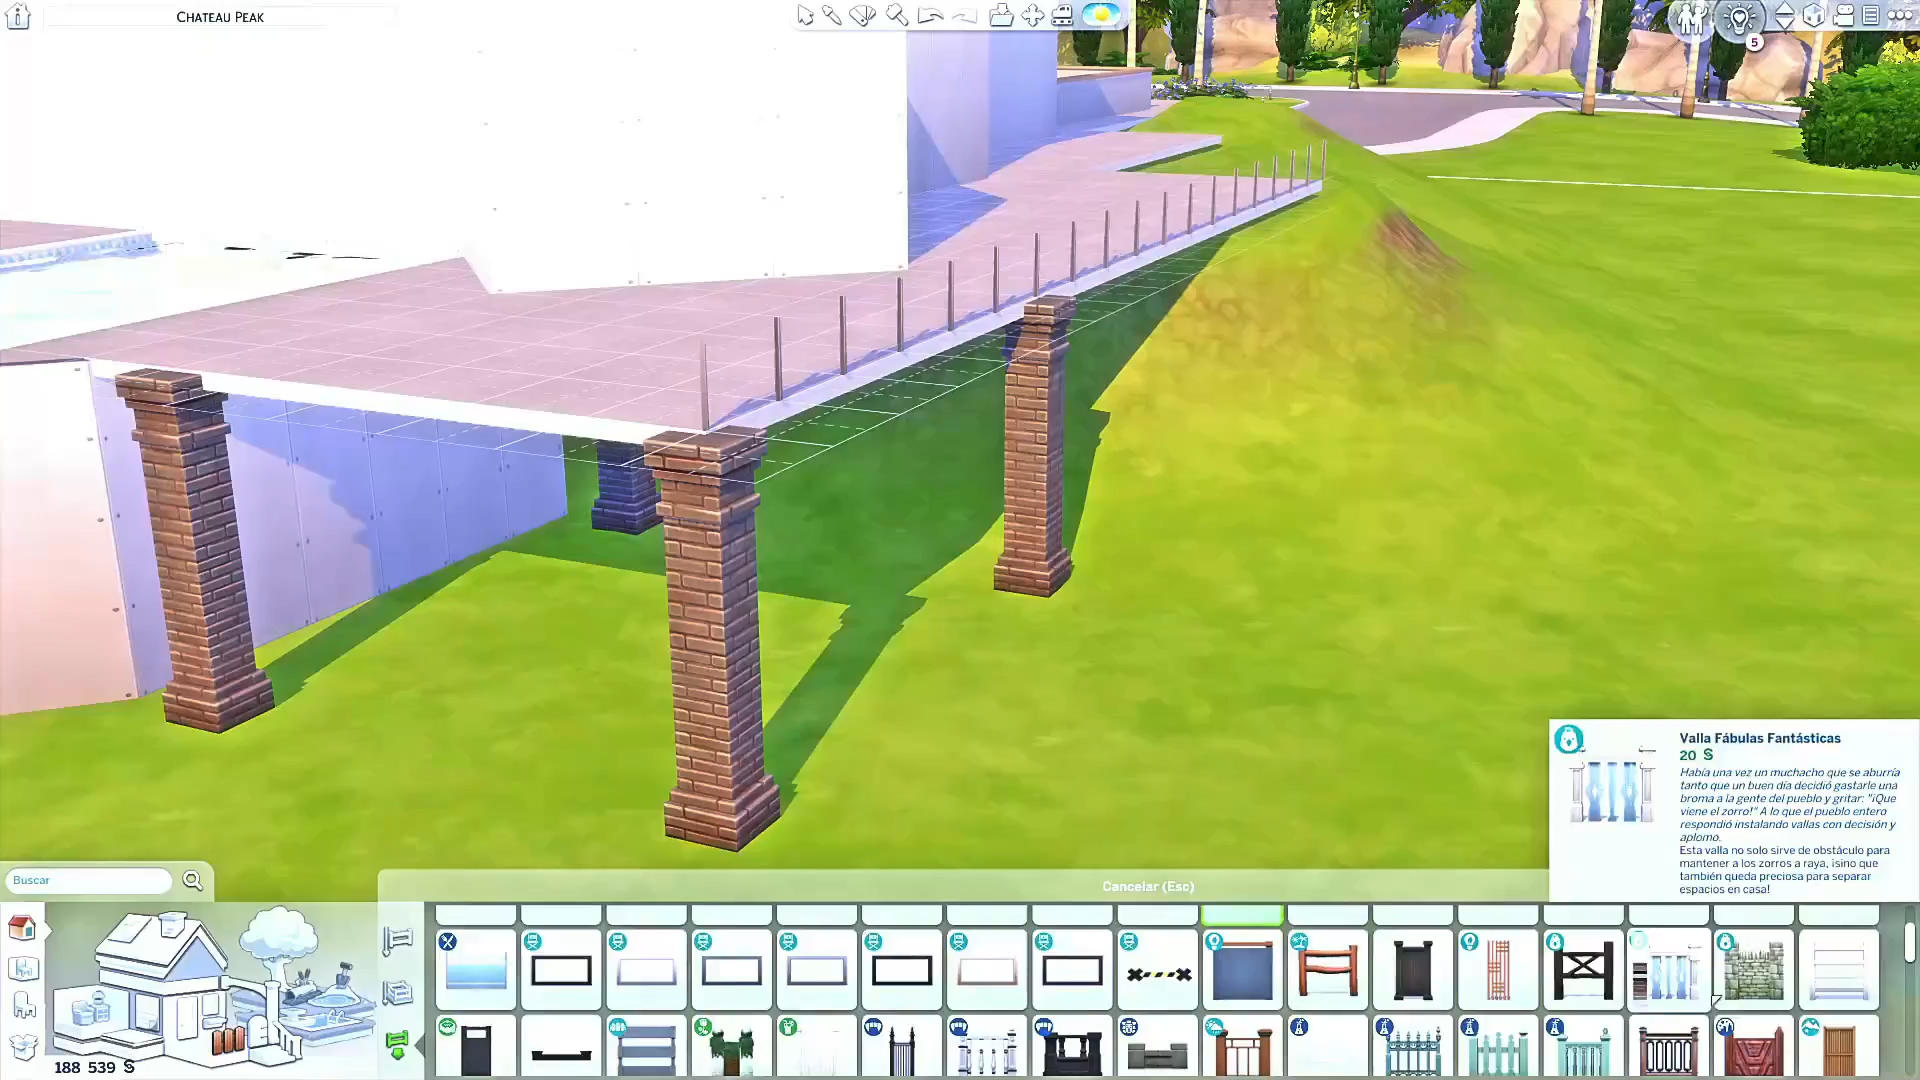 CHATEAU PEAK
5
Valla Fábulas Fantásticas
20 §
Había una vez un muchacho que se aburría
tanto que un buen día decidió gastarle una
broma a la gente del pueblo y gritar: "¡Que
viene el zorro!" A lo que el pueblo entero
respondió instalando vallas con decisión y
aplomo.
Esta valla no solo sirve de obstáculo para
mantener a los zorros a raya, ¡sino que
también queda preciosa para separar
espacios en casa!
Buscar
Cancelar (Esc)
188 539 §